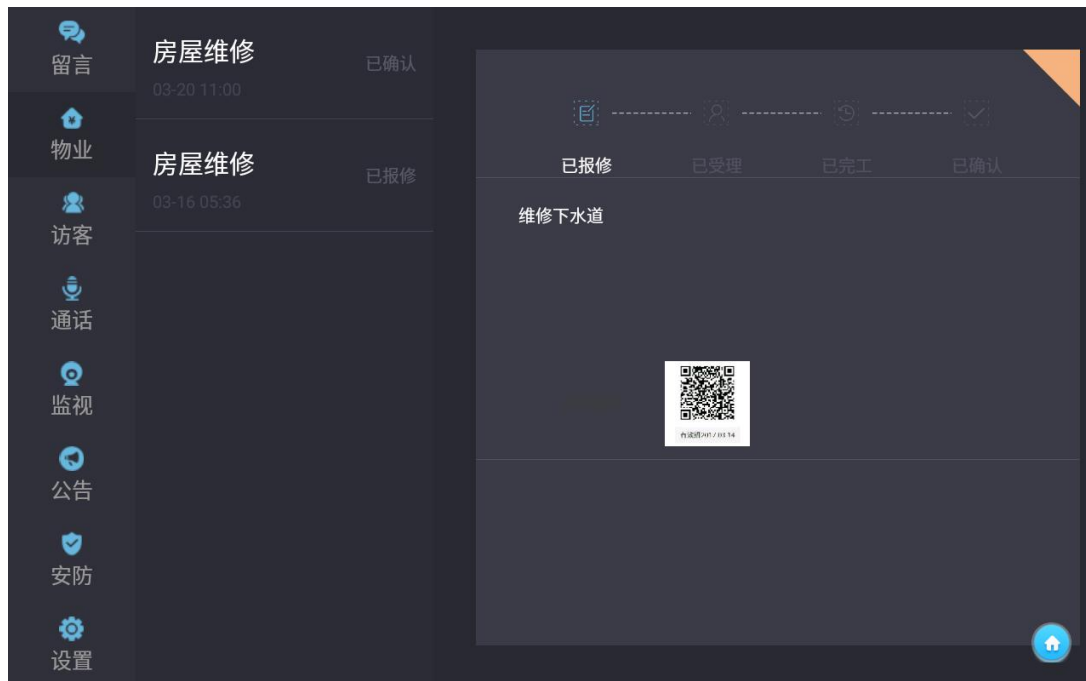 留言
物业
访客
通话
监视
公告
安防
设置
房屋维修
已确认
03-20 11:00
房屋维修
已报修
03-16 05:36
已报修
已受理
已完工
已确认
维修下水道